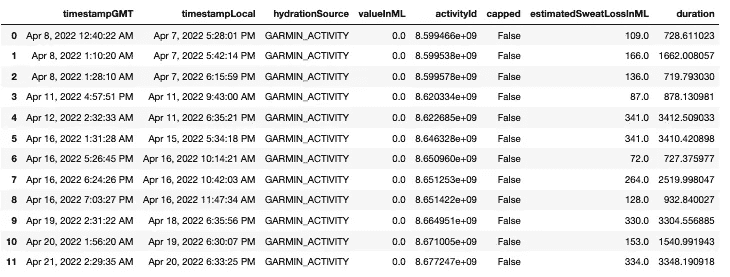 timestampGMT timestampLocal hydrationSource valueInML activityId capped estimatedSweatLossInML duration
0 Apr 8, 2022 12:40:22 AM Apr 7, 2022 5:28:01 PM GARMIN_ACTIVITY 0.0 8.599466e+09 False 109.0 728.611023
1 Apr 8, 2022 1:10:20 AM Apr 7, 2022 5:42:14 PM GARMIN_ACTIVITY 0.0 8.599538e+09 False 166.0 1662.008057
2 Apr 8, 2022 1:28:10 AM Apr 7, 2022 6:15:59 PM GARMIN_ACTIVITY 0.0 8.599578e+09 False 136.0 719.793030
3 Apr 11, 2022 4:57:51 PM Apr 11, 2022 9:43:00 AM GARMIN_ACTIVITY 0.0 8.620334e+09 False 87.0 878.130981
4 Apr 12, 2022 2:32:33 AM Apr 11, 2022 6:35:21 PM GARMIN_ACTIVITY 0.0 8.622685e+09 False 341.0 3412.509033
5 Apr 16, 2022 1:31:28 AM Apr 15, 2022 5:34:18 PM GARMIN_ACTIVITY 0.0 8.646328e+09 False 341.0 3410.420898
6 Apr 16, 2022 5:26:45 PM Apr 16, 2022 10:14:21 AM GARMIN_ACTIVITY 0.0 8.650960e+09 False 72.0 727.375977
7 Apr 16, 2022 6:24:26 PM Apr 16, 2022 10:42:03 AM GARMIN_ACTIVITY 0.0 8.651253e+09 False 264.0 2519.998047
8 Apr 16, 2022 7:03:27 PM Apr 16, 2022 11:47:34 AM GARMIN_ACTIVITY 0.0 8.651422e+09 False 128.0 932.840027
9 Apr 19, 2022 2:31:22 AM Apr 18, 2022 6:35:56 PM GARMIN_ACTIVITY 0.0 8.664951e+09 False 330.0 3304.556885
10 Apr 20, 2022 1:56:20 AM Apr 19, 2022 6:30:07 PM GARMIN_ACTIVITY 0.0 8.671005e+09 False 153.0 1540.991943
11 Apr 21, 2022 2:29:35 AM Apr 20, 2022 6:33:25 PM GARMIN_ACTIVITY 0.0 8.677247e+09 False 334.0 3348.190918